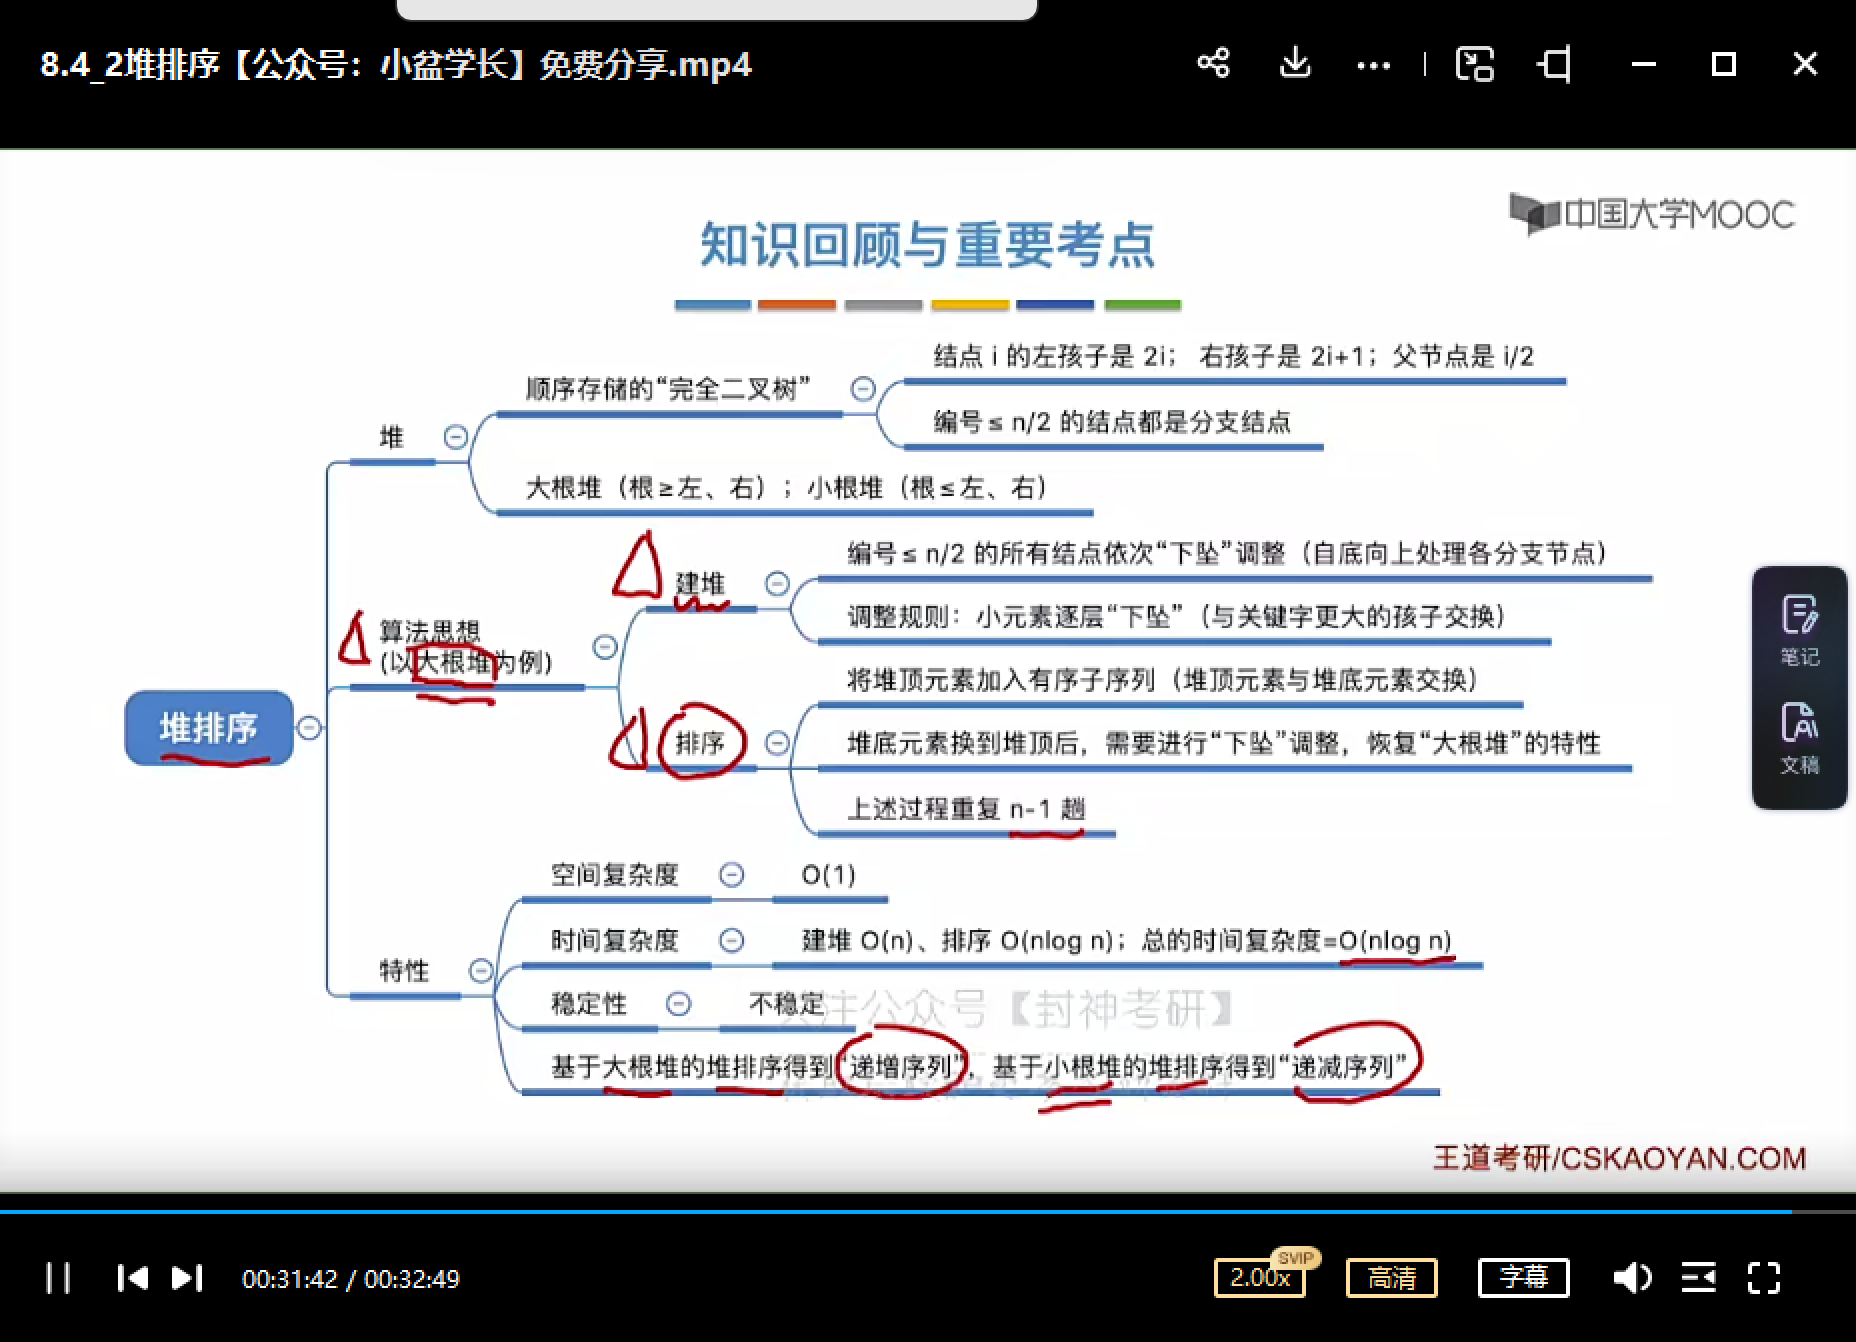 8.4_2堆排序【公众号：小盆学长】免费分享.mp4
中国大学MOOC
知识回顾与重要考点
结点 i 的左孩子是 2i； 右孩子是 2i+1；父节点是 i/2
顺序存储的“完全二叉树”
编号≤ n/2 的结点都是分支结点
堆
大根堆（根≥左、右）；小根堆（根≤左、右）
编号≤ n/2 的所有结点依次“下坠”调整（自底向上处理各分支节点）
建堆
调整规则：小元素逐层“下坠”（与关键字更大的孩子交换）
算法思想
(以大根堆为例)
将堆顶元素加入有序子序列（堆顶元素与堆底元素交换）
堆排序
排序
堆底元素换到堆顶后，需要进行“下坠”调整，恢复“大根堆”的特性
上述过程重复 n-1 趟
空间复杂度
O(1)
时间复杂度
建堆 O(n)、排序 O(nlog n)；总的时间复杂度=O(nlog n)
特性
稳定性
不稳定
注公众号【封神考研】
基于大根堆的堆排序得到“递增序列”，基于小根堆的堆排序得到“递减序列”
王道考研/CSKAOYAN.COM
笔记
文稿
00:31:42 / 00:32:49
SVIP
2.00x
高清
字幕